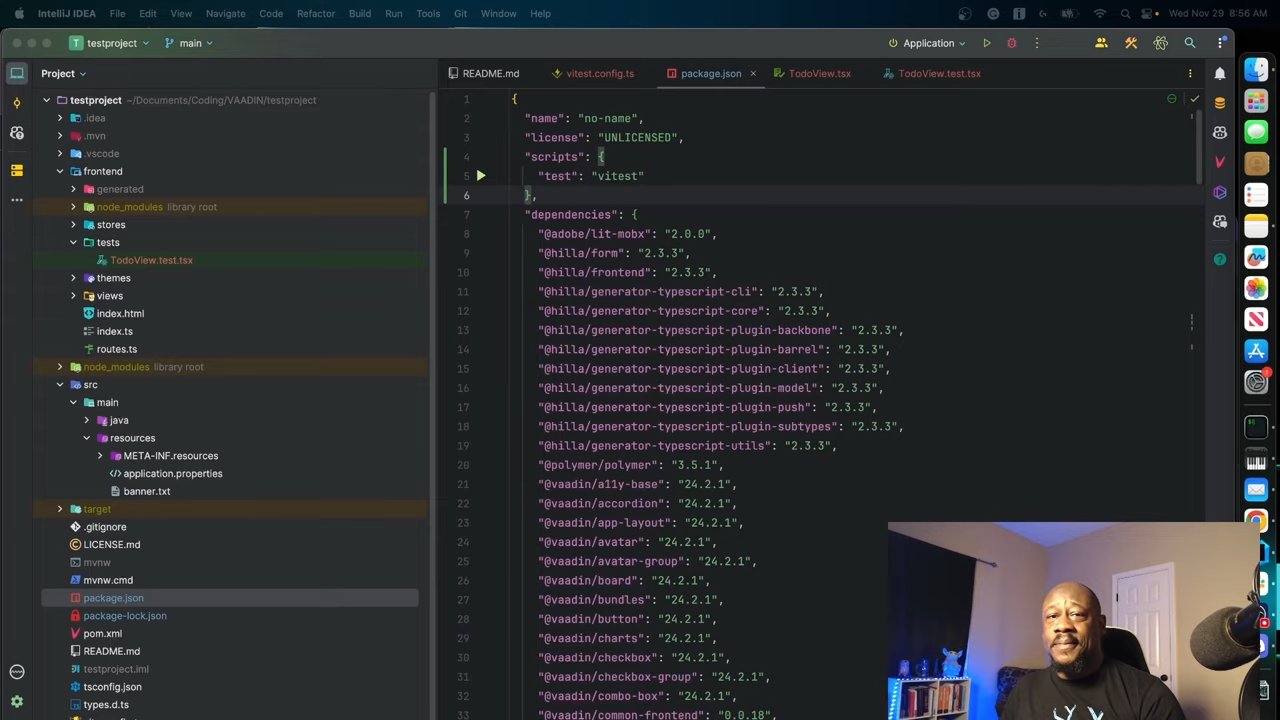 IntelliJ IDEA File Edit View Navigate Code Refactor Build Run Tools Git Window Help Wed Nov 29 8:56 AM
T testproject main Application
Project
README.md vitest.config.ts package.json TodoView.tsx TodoView.test.tsx
testproject ~/Documents/Coding/VAADIN/testproject
.idea
.mvn
.vscode
frontend
generated
node_modules library root
stores
tests
TodoView.test.tsx
themes
views
index.html
index.ts
routes.ts
node_modules library root
src
main
java
resources
META-INF.resources
application.properties
banner.txt
target
.gitignore
LICENSE.md
mvnw
mvnw.cmd
package.json
package-lock.json
pom.xml
README.md
testproject.iml
tsconfig.json
types.d.ts
1 {
2 "name": "no-name",
3 "license": "UNLICENSED",
4 "scripts": {
5 "test": "vitest"
6 },
7 "dependencies": {
8 "@adobe/lit-mobx": "2.0.0",
9 "@hilla/form": "2.3.3",
10 "@hilla/frontend": "2.3.3",
11 "@hilla/generator-typescript-cli": "2.3.3",
12 "@hilla/generator-typescript-core": "2.3.3",
13 "@hilla/generator-typescript-plugin-backbone": "2.3.3",
14 "@hilla/generator-typescript-plugin-barrel": "2.3.3",
15 "@hilla/generator-typescript-plugin-client": "2.3.3",
16 "@hilla/generator-typescript-plugin-model": "2.3.3",
17 "@hilla/generator-typescript-plugin-push": "2.3.3",
18 "@hilla/generator-typescript-plugin-subtypes": "2.3.3",
19 "@hilla/generator-typescript-utils": "2.3.3",
20 "@polymer/polymer": "3.5.1",
21 "@vaadin/a11y-base": "24.2.1",
22 "@vaadin/accordion": "24.2.1",
23 "@vaadin/app-layout": "24.2.1",
24 "@vaadin/avatar": "24.2.1",
25 "@vaadin/avatar-group": "24.2.1",
26 "@vaadin/board": "24.2.1",
27 "@vaadin/bundles": "24.2.1",
28 "@vaadin/button": "24.2.1",
29 "@vaadin/charts": "24.2.1",
30 "@vaadin/checkbox": "24.2.1",
31 "@vaadin/checkbox-group": "24.2.1",
32 "@vaadin/combo-box": "24.2.1",
33 "@vaadin/common-frontend": "0.0.18",